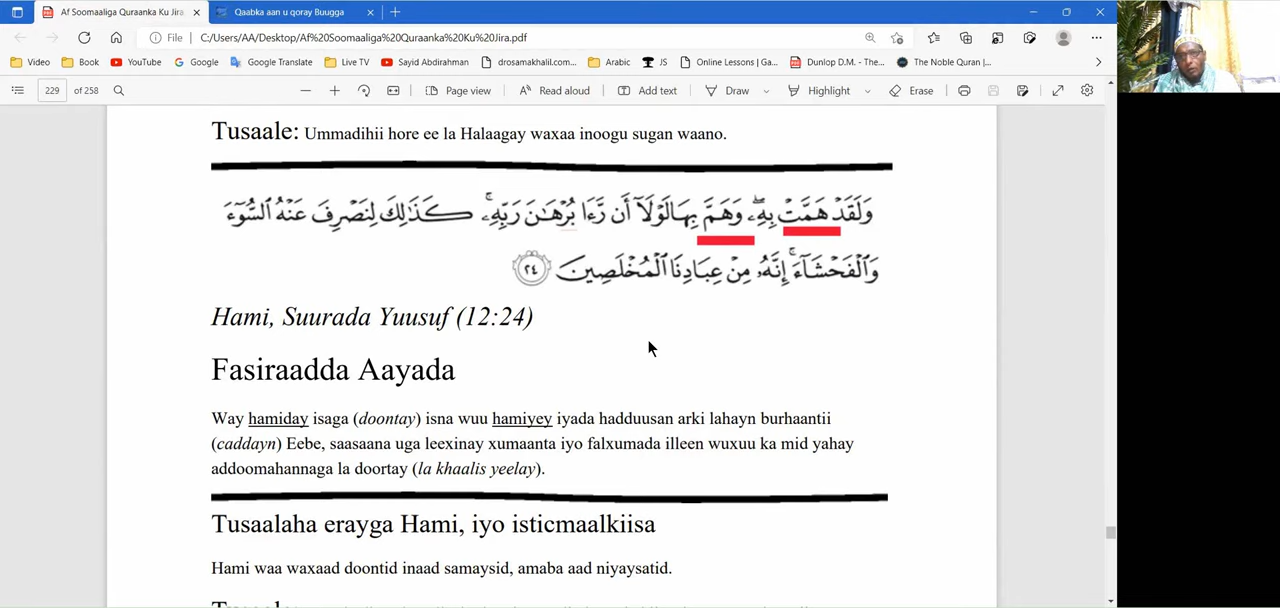 Af Soomaaliga Quraanka Ku Jira.
Qaabka aan u qoray Buugga
File
C:/Users/AA/Desktop/Af%20Soomaaliga%20Quraanka%20Ku%20Jira.pdf
Video Book YouTube Google Google Translate Live TV Sayid Abdirahman drosamakhalil.com... Arabic JS Online Lessons | Ga... Dunlop D.M. - The... The Noble Quran |...
229 of 258 Page view Read aloud Add text Draw Highlight Erase
Tusaale: Ummadihii hore ee la Halaagay waxaa inoogu sugan waano.
وَلَقَدْ هَمَّتْ بِهِۦۖ وَهَمَّ بِهَا لَوْلَآ أَن رَّءَا بُرْهَٰنَ رَبِّهِۦۚ كَذَٰلِكَ لِنَصْرِفَ عَنْهُ ٱلسُّوٓءَ
وَٱلْفَحْشَآءَۚ إِنَّهُۥ مِنْ عِبَادِنَا ٱلْمُخْلَصِينَ ٢٤
Hami, Suurada Yuusuf (12:24)
Fasiraadda Aayada
Way hamiday isaga (doontay) isna wuu hamiyey iyada hadduusan arki lahayn burhaantii
(caddayn) Eebe, saasaana uga leexinay xumaanta iyo falxumada illeen wuxuu ka mid yahay
addoomahannaga la doortay (la khaalis yeelay).
Tusaalaha erayga Hami, iyo isticmaalkiisa
Hami waa waxaad doontid inaad samaysid, amaba aad niyaysatid.